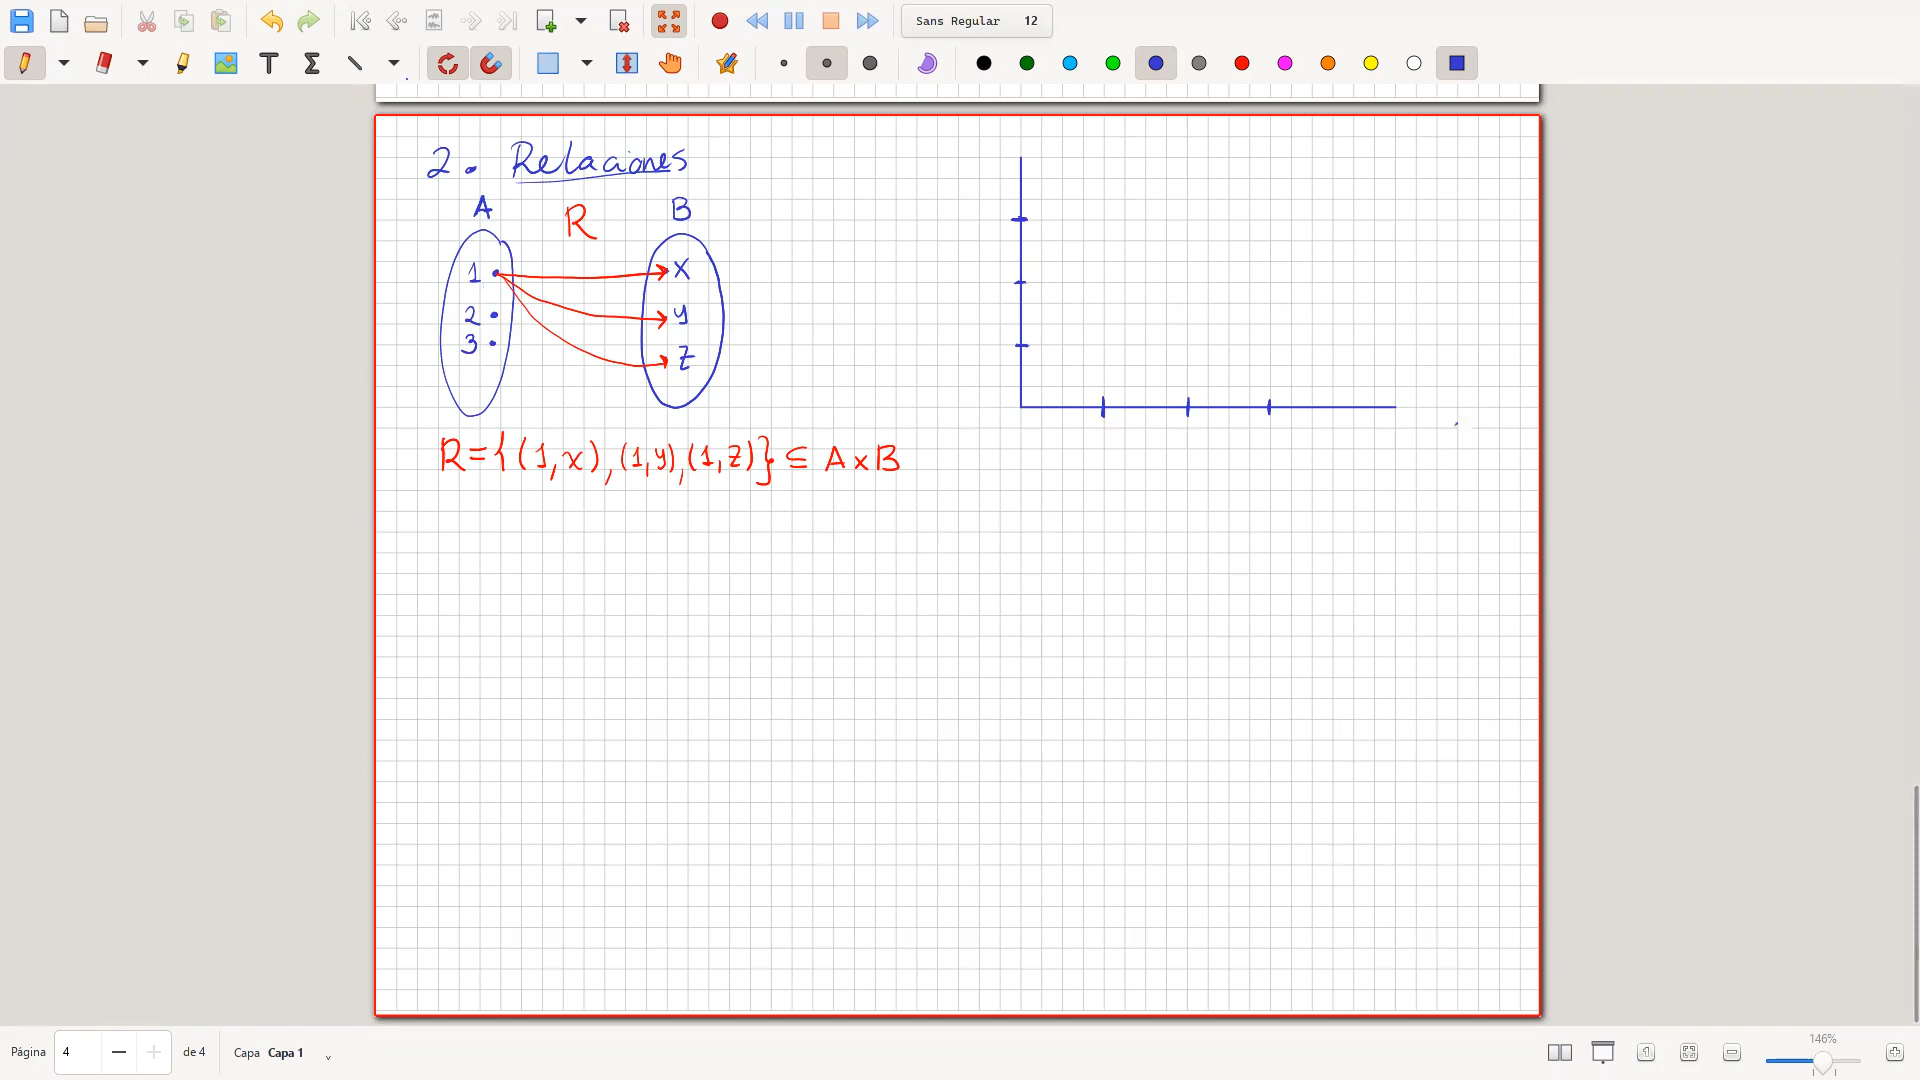 Sans Regular 12
T Σ
2. Relaciones
A R B
1 x
2 y
3 z
R={(1,x),(1,y),(1,z)} ⊆ A×B
Página 4 de 4 Capa Capa 1
146%